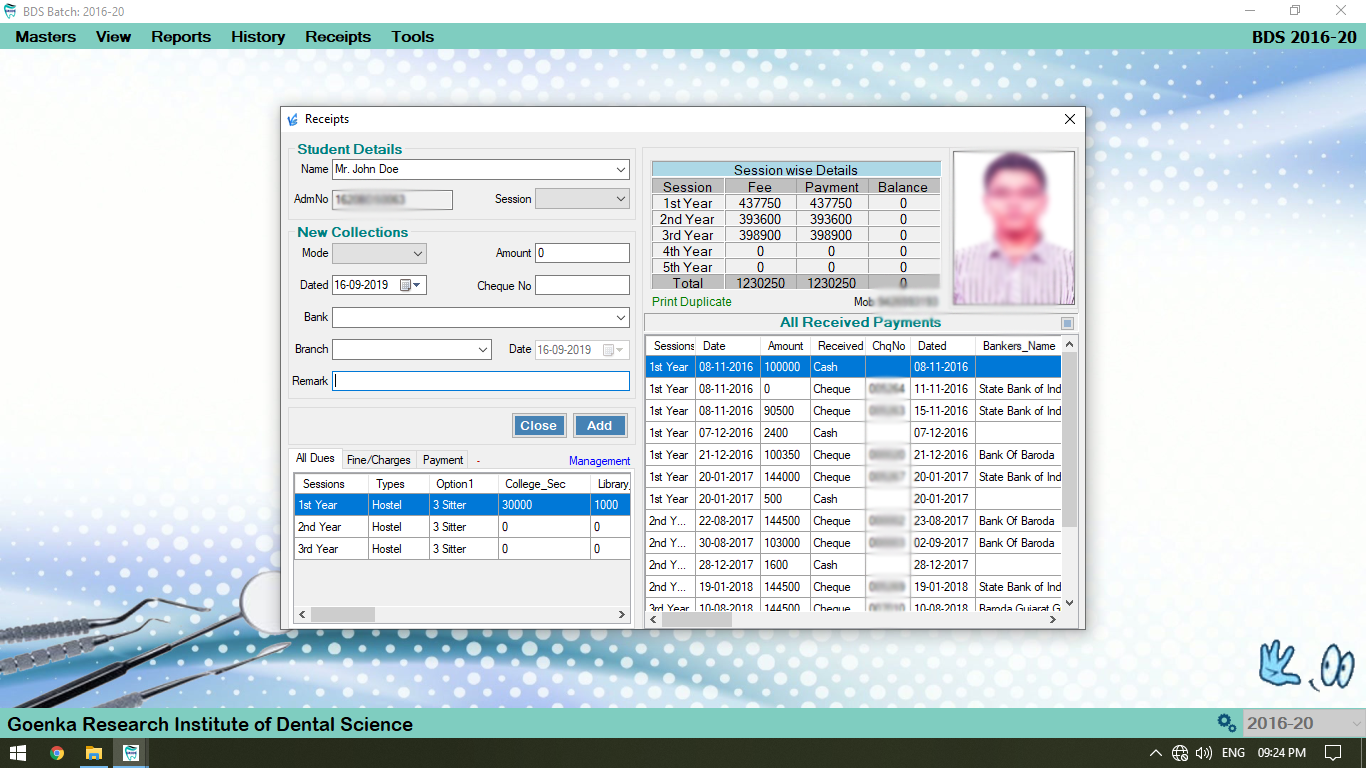 BDS Batch: 2016-20
Masters View Reports History Receipts Tools BDS 2016-20
Receipts
Student Details
Name Mr. John Doe
AdmNo Session
New Collections
Mode Amount 0
Dated 16-09-2019 Cheque No
Bank
Branch Date 16-09-2019
Remark
Close Add
All Dues Fine/Charges Payment - Management
Sessions Types Option1 College_Sec Library
1st Year Hostel 3 Sitter 30000 1000
2nd Year Hostel 3 Sitter 0 0
3rd Year Hostel 3 Sitter 0 0
Session wise Details
Session Fee Payment Balance
1st Year 437750 437750 0
2nd Year 393600 393600 0
3rd Year 398900 398900 0
4th Year 0 0 0
5th Year 0 0 0
Total 1230250 1230250 0
Print Duplicate Mob
All Received Payments
Sessions Date Amount Received ChqNo Dated Bankers_Name
1st Year 08-11-2016 100000 Cash 08-11-2016
1st Year 08-11-2016 0 Cheque 11-11-2016 State Bank of Ind
1st Year 08-11-2016 90500 Cheque 15-11-2016 State Bank of Ind
1st Year 07-12-2016 2400 Cash 07-12-2016
1st Year 21-12-2016 100350 Cheque 21-12-2016 Bank Of Baroda
1st Year 20-01-2017 144000 Cheque 20-01-2017 State Bank of Ind
1st Year 20-01-2017 500 Cash 20-01-2017
2nd Y... 22-08-2017 144500 Cheque 23-08-2017 Bank Of Baroda
2nd Y... 30-08-2017 103000 Cheque 02-09-2017 Bank Of Baroda
2nd Y... 28-12-2017 1600 Cash 28-12-2017
2nd Y... 19-01-2018 144500 Cheque 19-01-2018 State Bank of Ind
3rd Year 10-08-2018 144500 Cheque 10-08-2018 Baroda Gujarat G
Goenka Research Institute of Dental Science 2016-20
ENG 09:24 PM